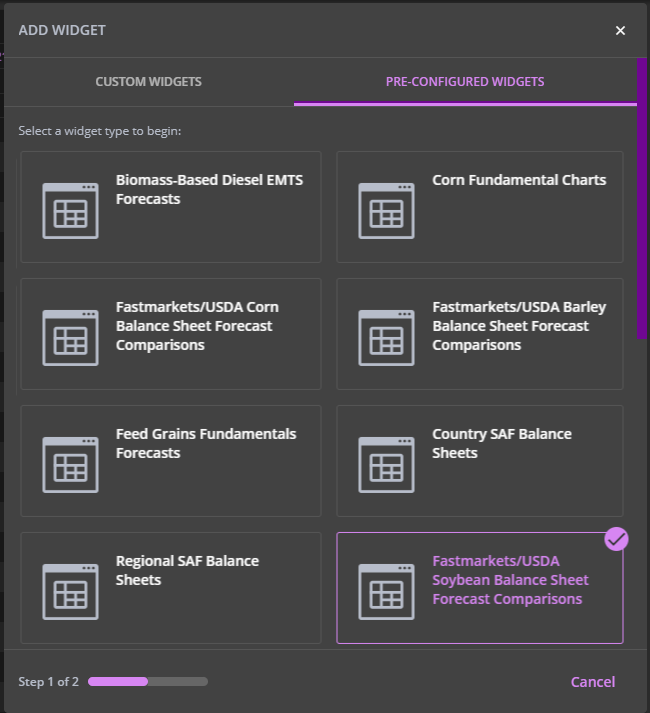 ADD WIDGET
CUSTOM WIDGETS
PRE-CONFIGURED WIDGETS
Select a widget type to begin:
Biomass-Based Diesel EMTS
Forecasts
Corn Fundamental Charts
Fastmarkets/USDA Corn
Balance Sheet Forecast
Comparisons
Fastmarkets/USDA Barley
Balance Sheet Forecast
Comparisons
Feed Grains Fundamentals
Forecasts
Country SAF Balance
Sheets
Regional SAF Balance
Sheets
Fastmarkets/USDA
Soybean Balance Sheet
Forecast Comparisons
Step 1 of 2
Cancel